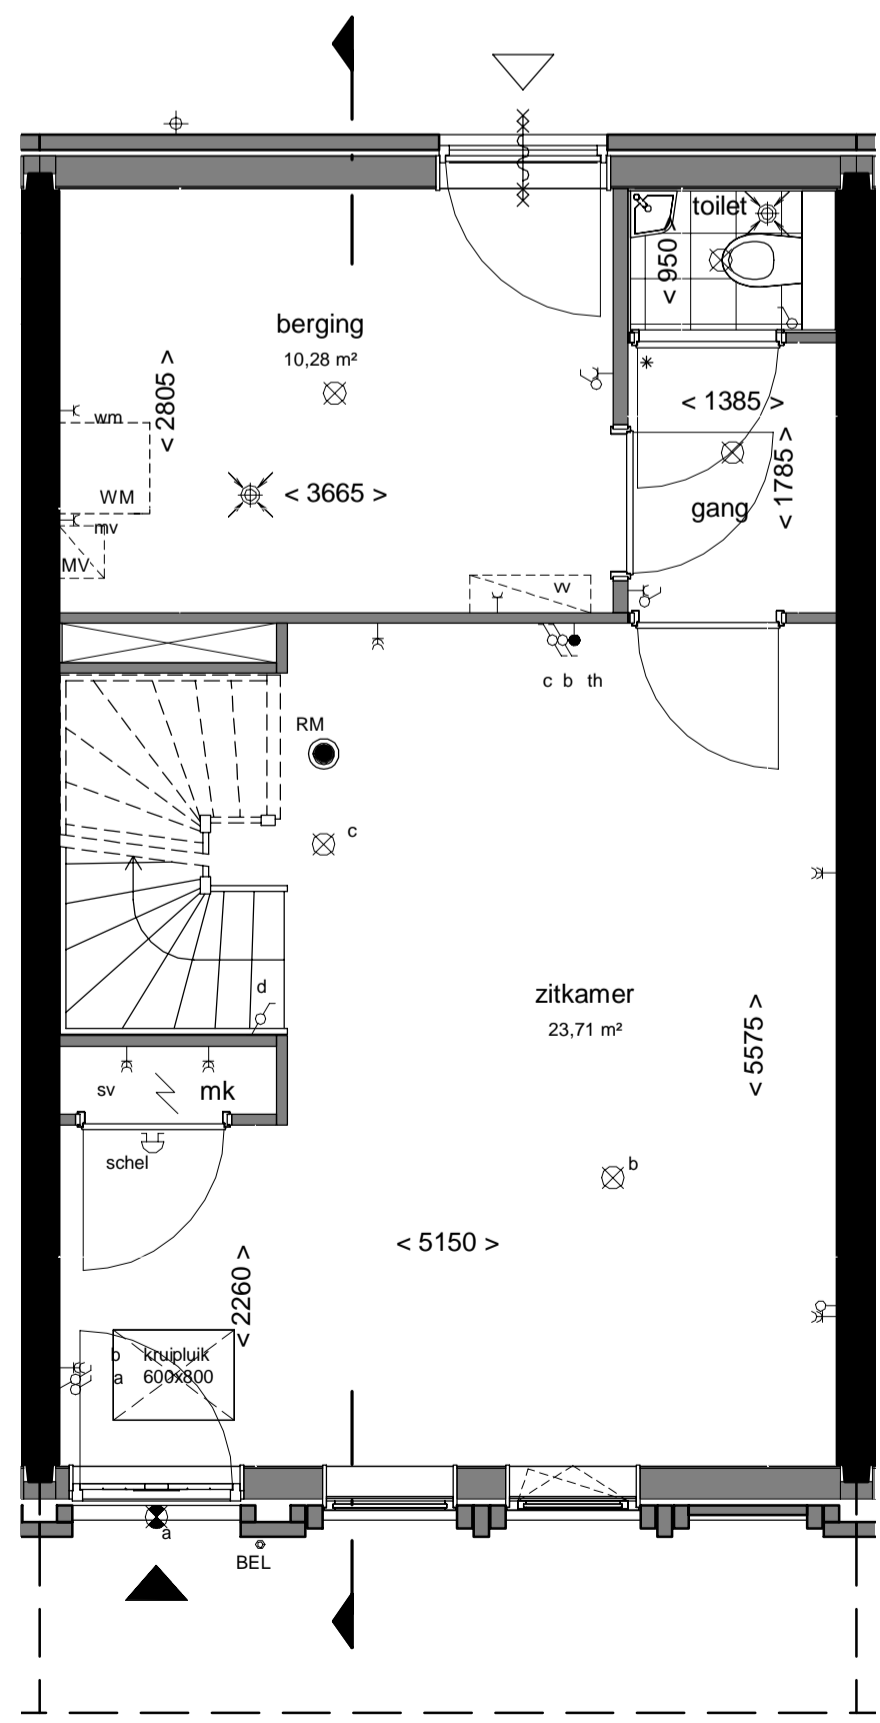 toilet
< 950 >
berging
10,28 m²
< 2805 >
wm
< 1385 >
WM
< 3665 >
gang
< 1785 >
mv
MV
vv
c b th
RM
c
d
zitkamer
23,71 m²
< 5575 >
sv
mk
schel
b
< 5150 >
< 2260 >
b kruipluik
a 600x800
a
BEL